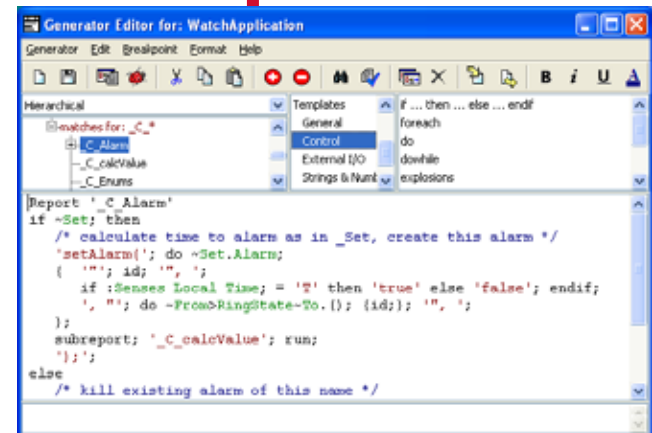 Generator Editor for: WatchApplication
Generator Edit Breakpoint Format Help
B i U A
Hierarchical
matches for: _C_*
_C_Alarm
_C_calcValue
_C_Enums
Templates
General
Control
External I/O
Strings & Numb
if ... then ... else ... endif
foreach
do
dowhile
explosions
Report '_C_Alarm'
if ~Set; then
/* calculate time to alarm as in _Set, create this alarm */
'setAlarm('; do ~Set.Alarm;
{ '"'; id; '", ';
if :Senses Local Time; = 'T' then 'true' else 'false'; endif;
', "'; do ~From>RingState~To.(); {id;}; '", ';
};
subreport; '_C_calcValue'; run;
');';
else
/* kill existing alarm of this name */